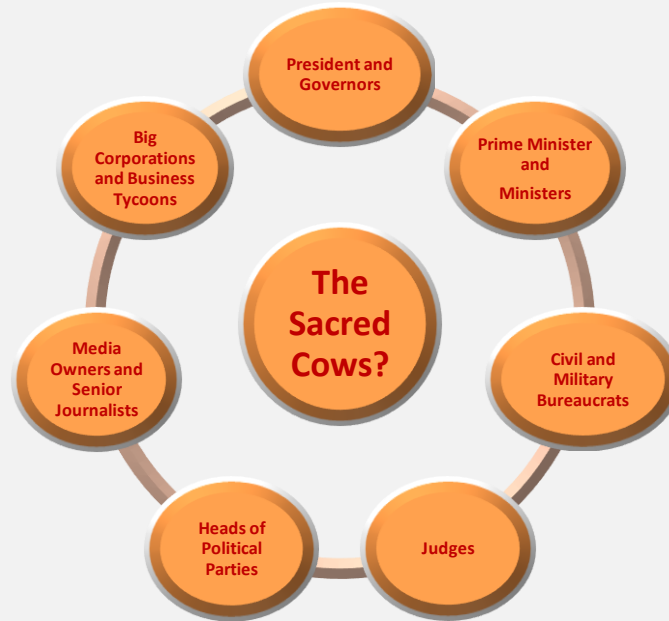 President and
Governors
Prime Minister
and
Ministers
Civil and
Military
Bureaucrats
Judges
Heads of
Political
Parties
Media
Owners and
Senior
Journalists
Big
Corporations
and Business
Tycoons
The
Sacred
Cows?